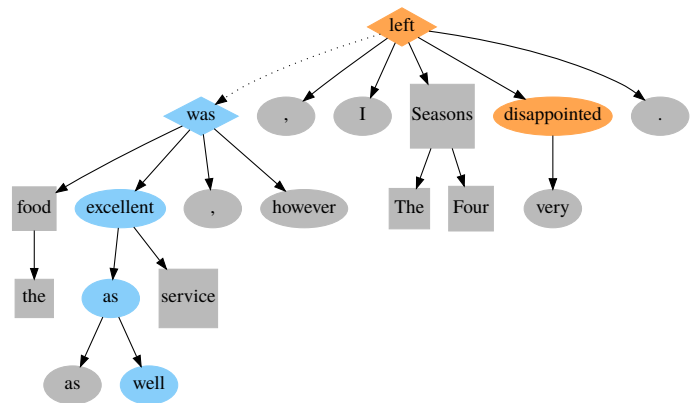 left
was , I Seasons disappointed .
food excellent , however The Four very
the as service
as well